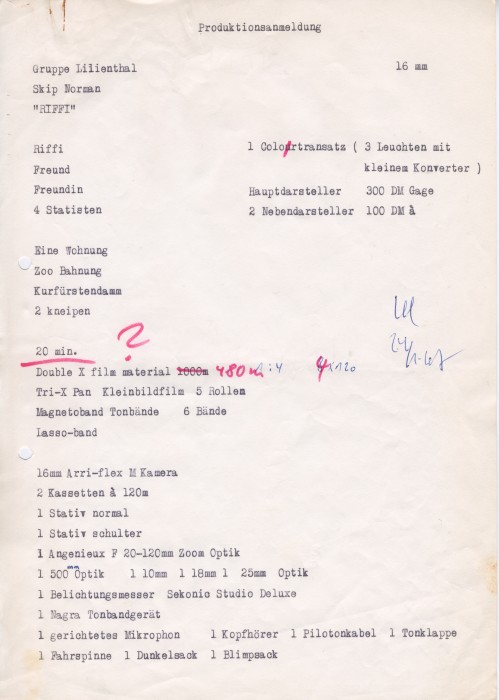 Produktionsanmeldung
Gruppe Lilienthal 16 mm
Skip Norman
"RIFFI"
Riffi 1 Colourtransatz ( 3 Leuchten mit
Freund kleinem Konverter )
Freundin Hauptdarsteller 300 DM Gage
4 Statisten 2 Nebendarsteller 100 DM à
Eine Wohnung
Zoo Bahnung
Kurfürstendamm
2 kneipen
20 min. ?
Double X film material 1000m 480m 1:4 4x120
Tri-X Pan Kleinbildfilm 5 Rollen
Magnetoband Tonbände 6 Bände
Lasso-band
16mm Arri-flex M Kamera
2 Kassetten à 120m
1 Stativ normal
1 Stativ schulter
1 Angenieux F 20-120mm Zoom Optik
1 500mm Optik 1 10mm 1 18mm 1 25mm Optik
1 Belichtungsmesser Sekonic Studio Deluxe
1 Nagra Tonbandgerät
1 gerichtetes Mikrophon 1 Kopfhörer 1 Pilotonkabel 1 Tonklappe
1 Fahrspinne 1 Dunkelsack 1 Blimpsack